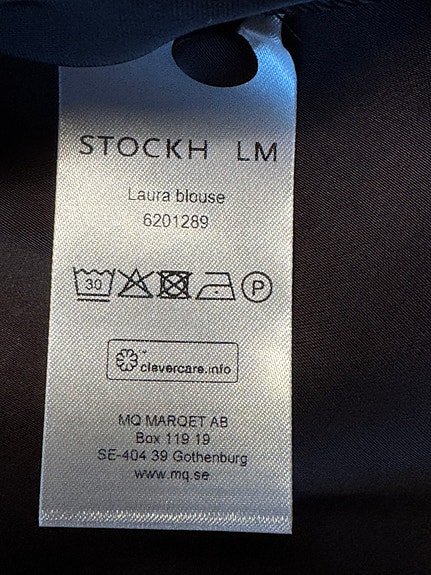 STOCKH LM
Laura blouse
6201289
30 P
clevercare.info
MQ MARQET AB
Box 119 19
SE-404 39 Gothenburg
www.mq.se